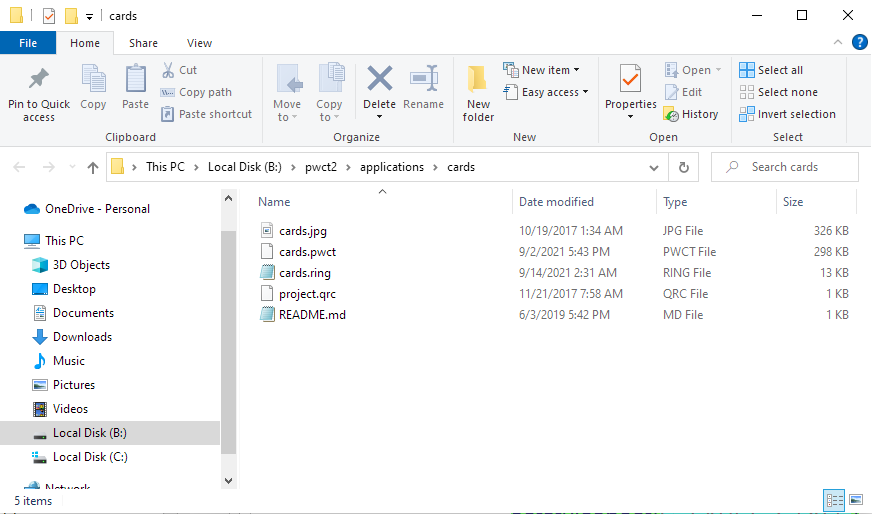 cards
File Home Share View
Pin to Quick access
Copy
Paste
Cut
Copy path
Paste shortcut
Clipboard
Move to
Copy to
Delete
Rename
Organize
New folder
New item
Easy access
New
Properties
Open
Edit
History
Open
Select all
Select none
Invert selection
Select
This PC > Local Disk (B:) > pwct2 > applications > cards
Search cards
OneDrive - Personal
This PC
3D Objects
Desktop
Documents
Downloads
Music
Pictures
Videos
Local Disk (B:)
Local Disk (C:)
Network
Name Date modified Type Size
cards.jpg 10/19/2017 1:34 AM JPG File 326 KB
cards.pwct 9/2/2021 5:43 PM PWCT File 298 KB
cards.ring 9/14/2021 2:31 AM RING File 13 KB
project.qrc 11/21/2017 7:58 AM QRC File 1 KB
README.md 6/3/2019 5:42 PM MD File 1 KB
5 items